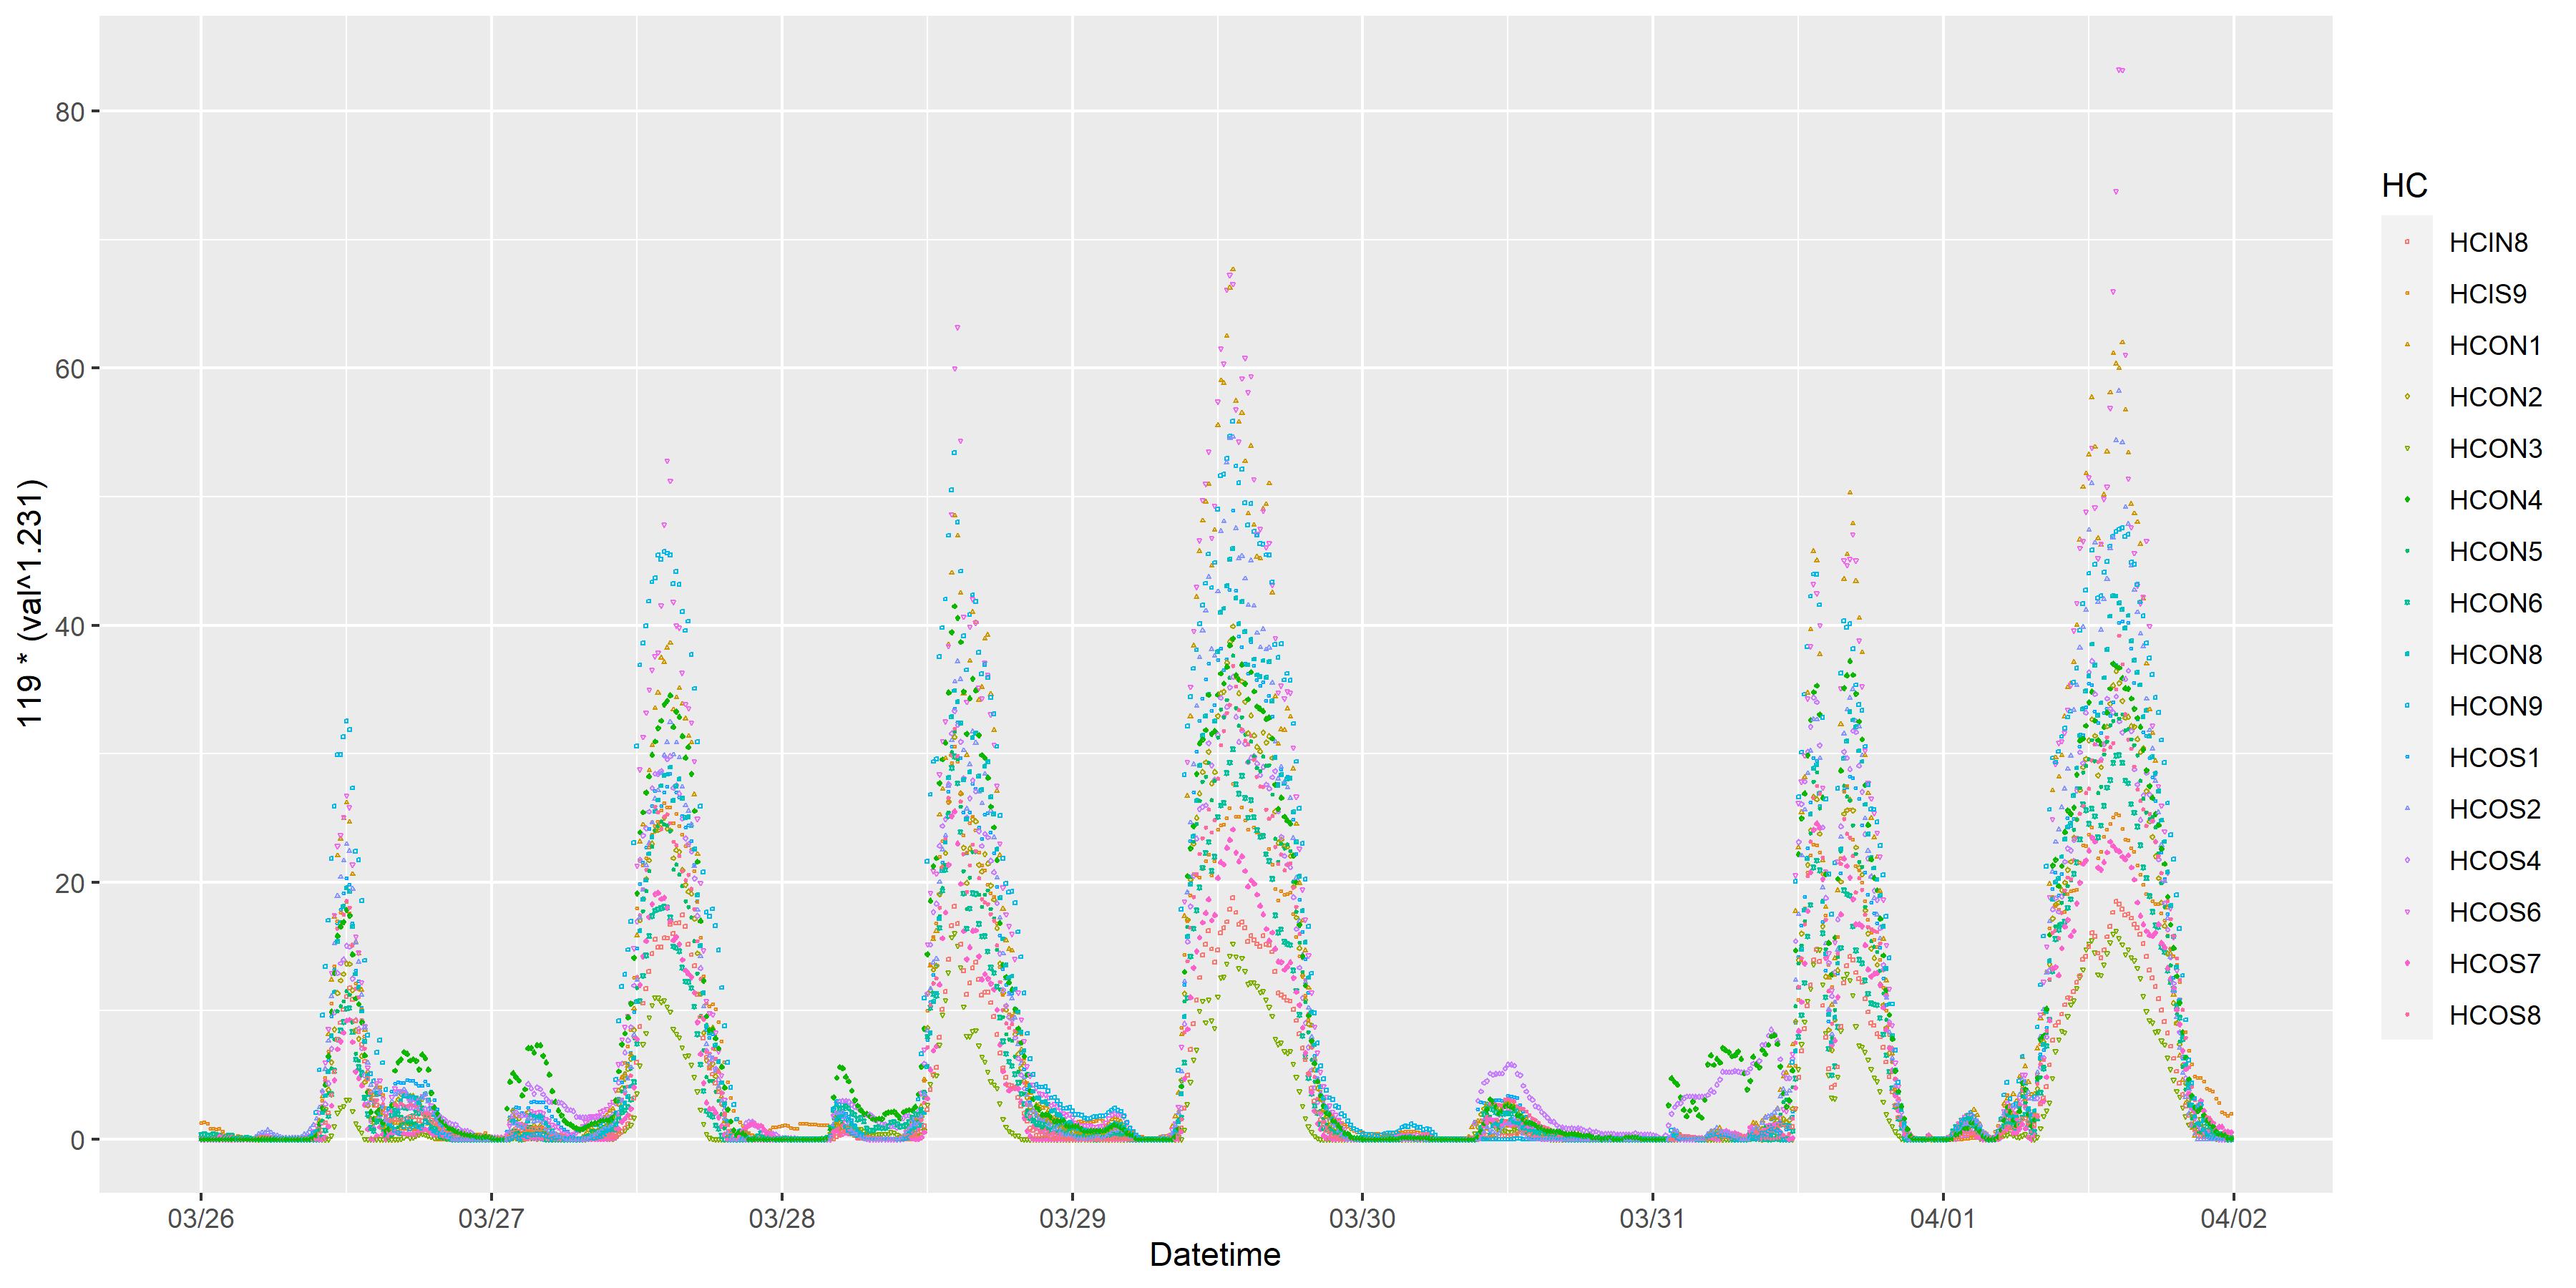 80
60
40
20
0
119 * (val^1.231)
03/26 03/27 03/28 03/29 03/30 03/31 04/01 04/02
Datetime
HC
HCIN8
HCIS9
HCON1
HCON2
HCON3
HCON4
HCON5
HCON6
HCON8
HCON9
HCOS1
HCOS2
HCOS4
HCOS6
HCOS7
HCOS8